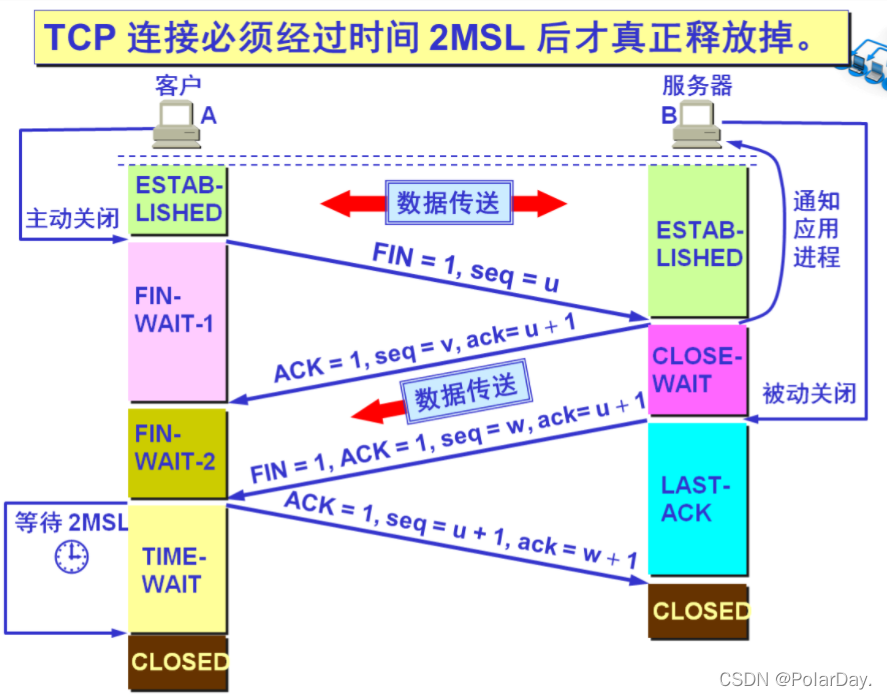 TCP 连接必须经过时间 2MSL 后才真正释放掉。
客户
A
服务器
B
ESTAB-
LISHED
数据传送
主动关闭
ESTAB-
LISHED
通知
应用
进程
FIN = 1, seq = u
FIN-
WAIT-1
ACK = 1, seq = v, ack= u + 1
CLOSE-
WAIT
数据传送
被动关闭
FIN-
WAIT-2
FIN = 1, ACK = 1, seq = w, ack= u + 1
LAST-
ACK
ACK = 1, seq = u + 1, ack = w + 1
等待 2MSL
TIME-
WAIT
CLOSED
CLOSED
CSDN @PolarDay.